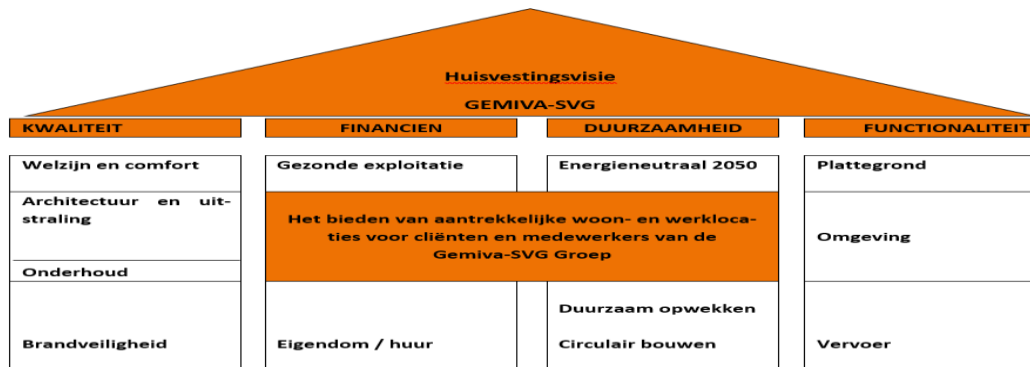 Huisvestingsvisie
GEMIVA-SVG
KWALITEIT
FINANCIEN
DUURZAAMHEID
FUNCTIONALITEIT
Welzijn en comfort
Gezonde exploitatie
Energieneutraal 2050
Plattegrond
Architectuur en uit-
straling
Het bieden van aantrekkelijke woon- en werkloca-
ties voor cliënten en medewerkers van de
Gemiva-SVG Groep
Omgeving
Onderhoud
Duurzaam opwekken
Brandveiligheid
Eigendom / huur
Circulair bouwen
Vervoer